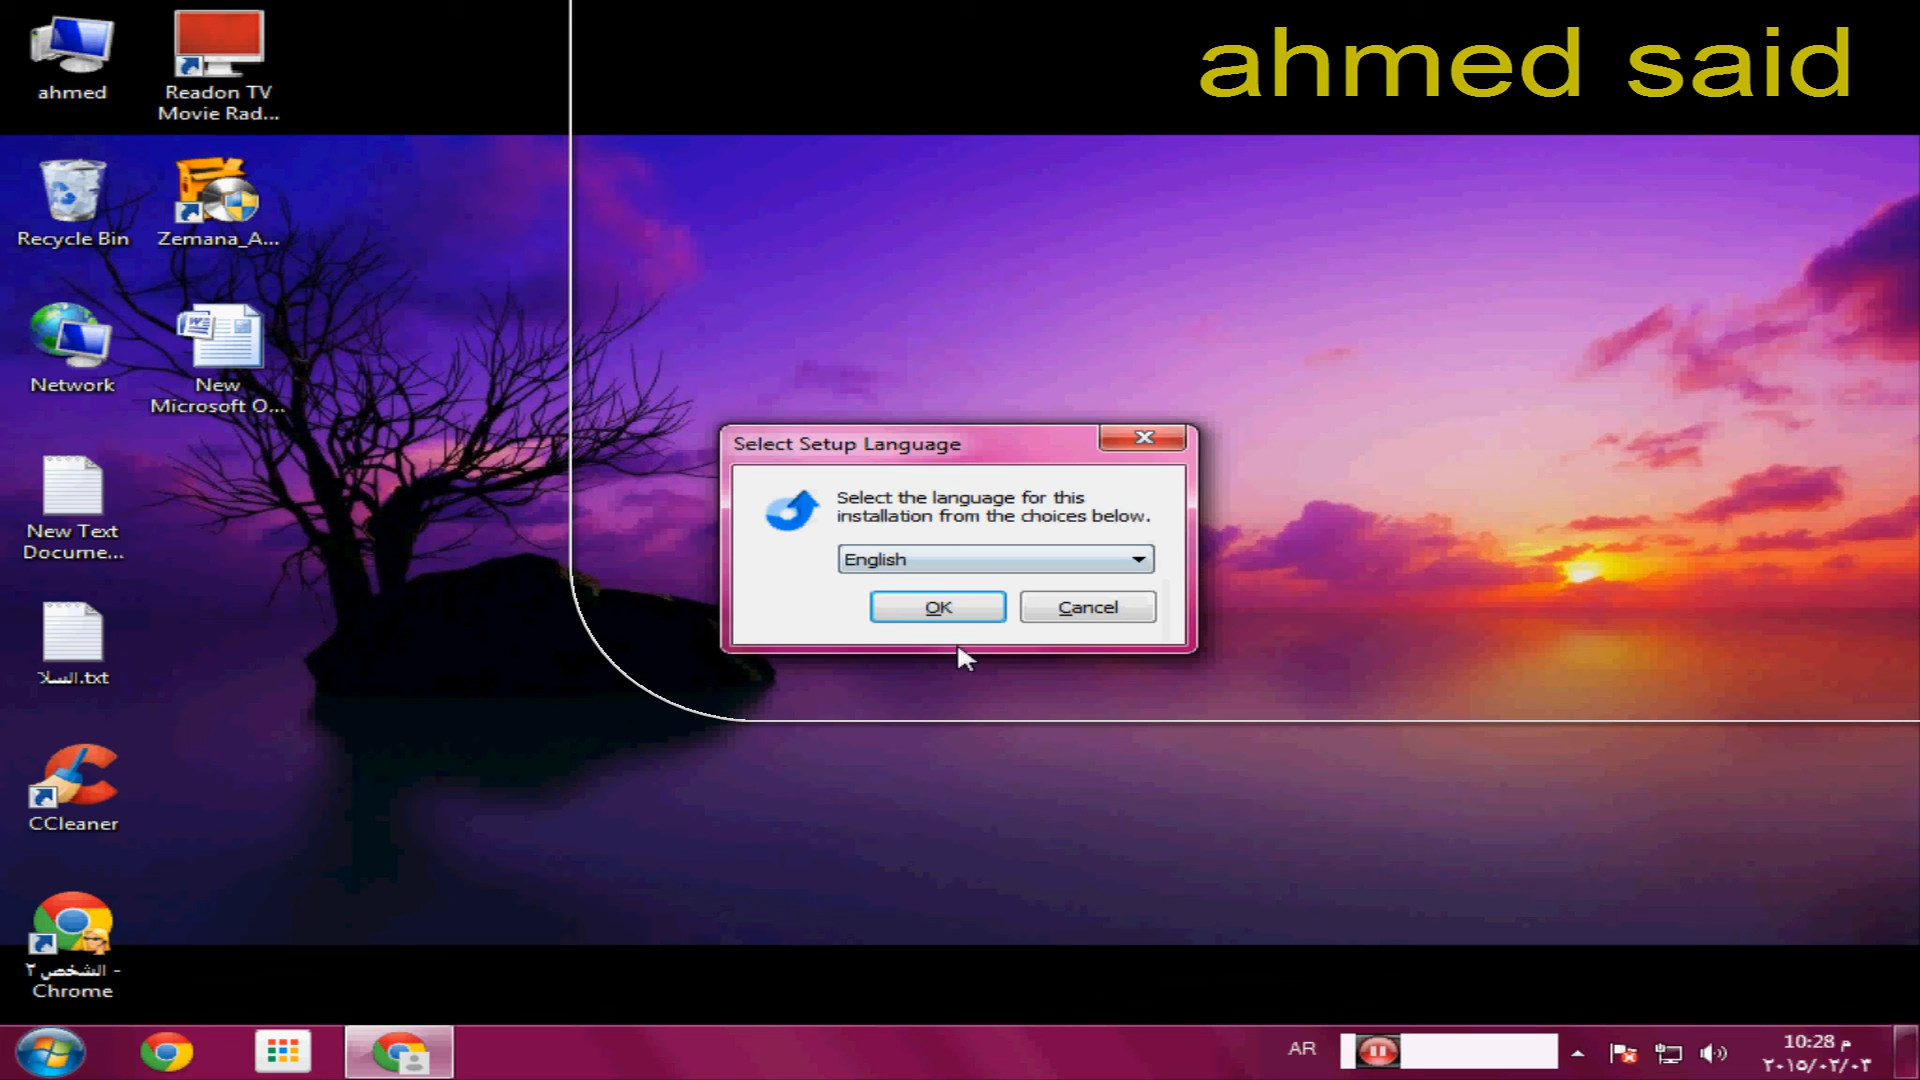 ahmed said
ahmed
Readon TV
Movie Rad...
Recycle Bin
Zemana_A...
Network
New
Microsoft O...
New Text
Docume...
السلا.txt
CCleaner
الشخص ٢ -
Chrome
Select Setup Language
Select the language for this
installation from the choices below.
English
OK
Cancel
AR
10:28 م
٢٠١٥/٠٢/٠٣